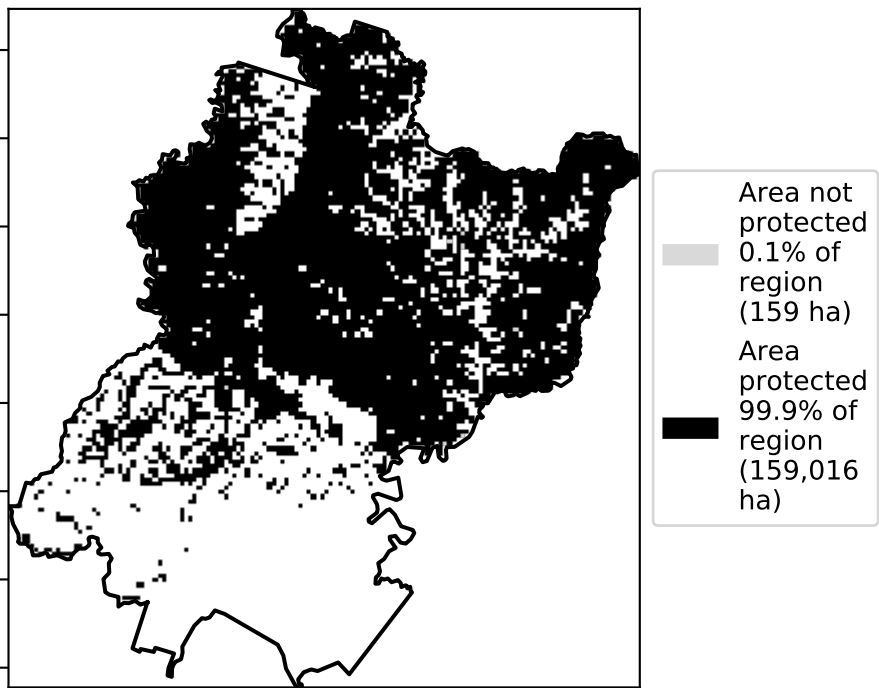 Area not
protected
0.1% of
region
(159 ha)
Area
protected
99.9% of
region
(159,016
ha)